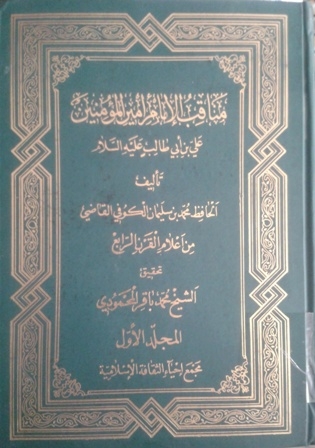 مناقب الإمام أمير المؤمنين
علي بن أبي طالب عليه السلام
تأليف
الحافظ محمد بن سليمان الكوفي القاضي
من أعلام القرن الرابع
تحقيق
الشيخ محمد باقر المحمودي
المجلد الأول
مجمع إحياء الثقافة الإسلامية